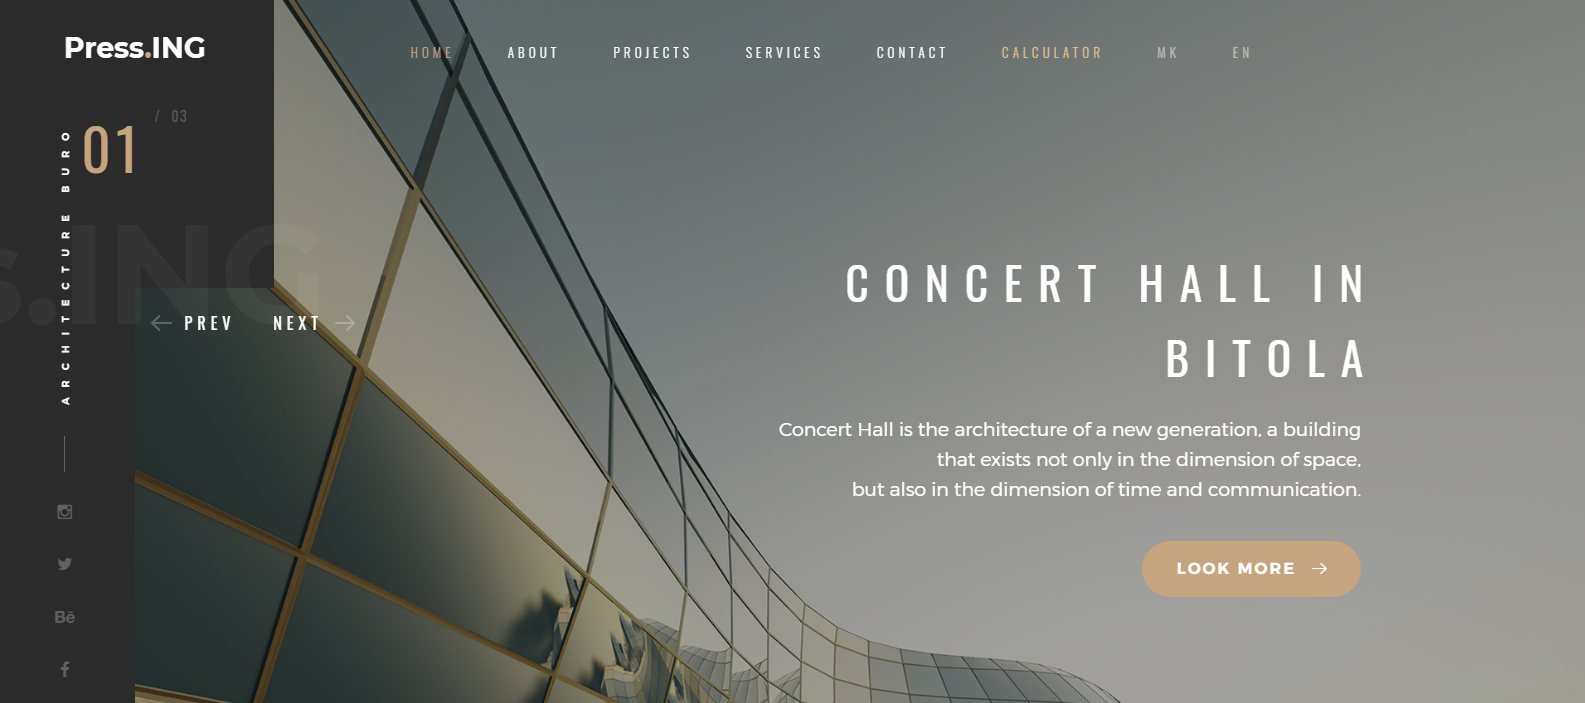 Press.ING
HOME ABOUT PROJECTS SERVICES CONTACT CALCULATOR MK EN
01 / 03
ARCHITECTURE BURO
s.ING
PREV NEXT
CONCERT HALL IN
BITOLA
Concert Hall is the architecture of a new generation, a building
that exists not only in the dimension of space,
but also in the dimension of time and communication.
LOOK MORE
Bē